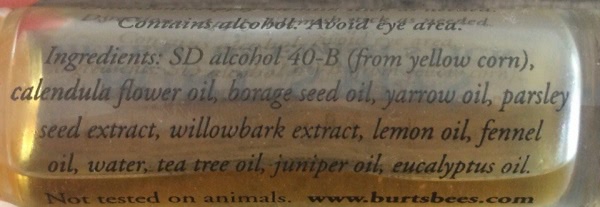 Contains alcohol. Avoid eye area.
Ingredients: SD alcohol 40-B (from yellow corn),
calendula flower oil, borage seed oil, yarrow oil, parsley
seed extract, willowbark extract, lemon oil, fennel
oil, water, tea tree oil, juniper oil, eucalyptus oil.
Not tested on animals. www.burtsbees.com